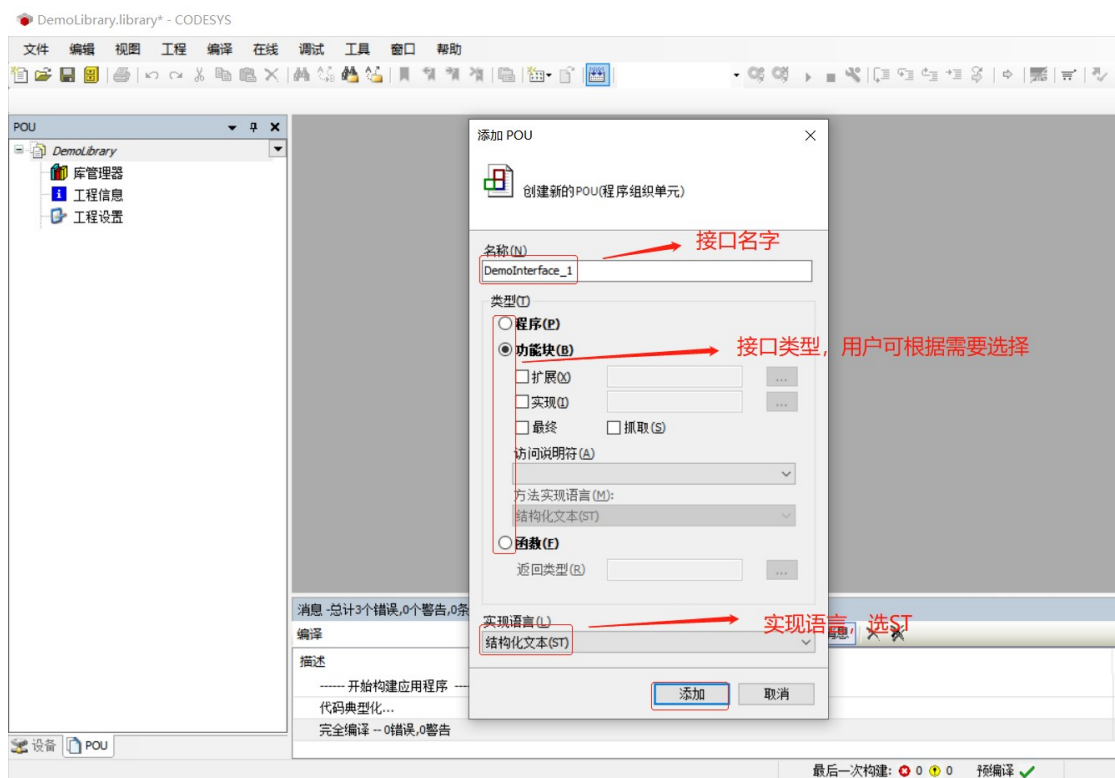 DemoLibrary.library* - CODESYS
文件 编辑 视图 工程 编译 在线 调试 工具 窗口 帮助
POU
DemoLibrary
库管理器
工程信息
工程设置
添加 POU
创建新的POU(程序组织单元)
名称(N)
接口名字
DemoInterface_1
类型(T)
程序(P)
功能块(B)
接口类型，用户可根据需要选择
扩展(X)
...
实现(I)
...
最终 抓取(S)
访问说明符(A)
方法实现语言(M):
结构化文本(ST)
函数(F)
返回类型(R)
...
消息 -总计3个错误,0个警告,0条
实现语言(L)
实现语言，选ST
编译
结构化文本(ST)
描述
------ 开始构建应用程序
代码典型化...
添加 取消
完全编译 -- 0错误,0警告
设备 POU
最后一次构建: 0 0 预编译